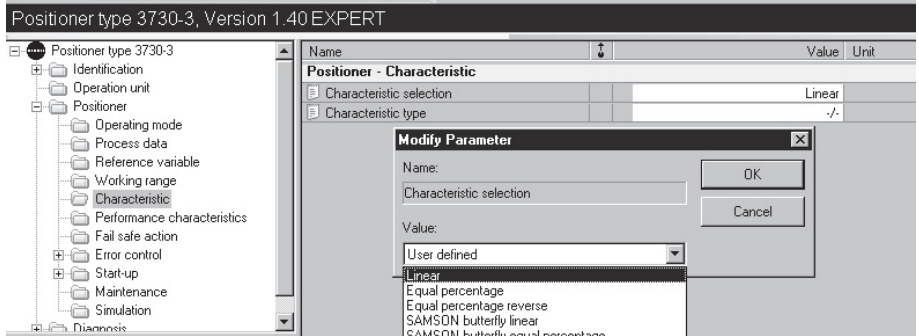 Positioner type 3730-3, Version 1.40 EXPERT
Positioner type 3730-3
Identification
Operation unit
Positioner
Operating mode
Process data
Reference variable
Working range
Characteristic
Performance characteristics
Fail safe action
Error control
Start-up
Maintenance
Simulation
Diagnosis
Name Value Unit
Positioner - Characteristic
Characteristic selection Linear
Characteristic type -/-
Modify Parameter
Name:
Characteristic selection
Value:
User defined
Linear
Equal percentage
Equal percentage reverse
SAMSON butterfly linear
SAMSON butterfly equal percentage
OK
Cancel